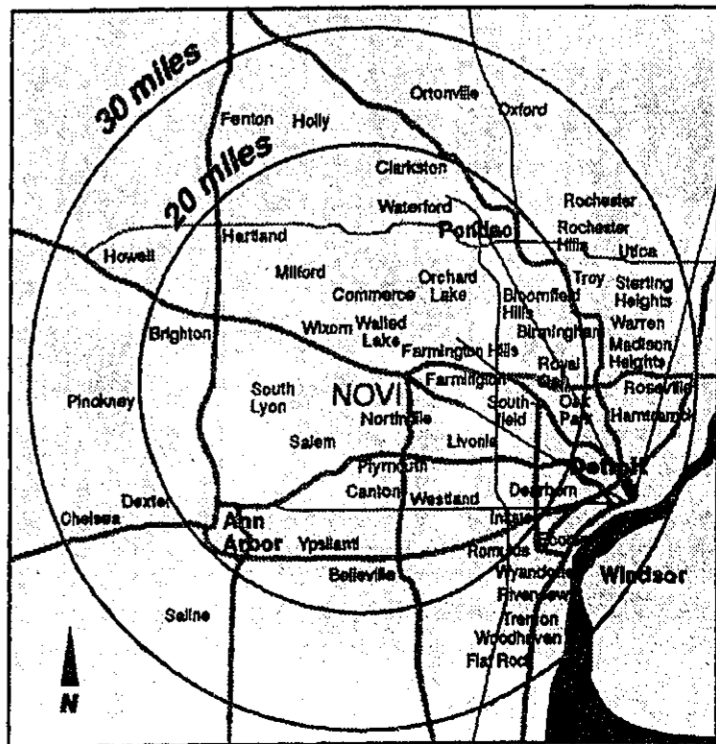 30 miles
20 miles
Fenton
Holly
Ortonville
Oxford
Clarkston
Waterford
Pontiac
Rochester
Rochester
Hills
Utica
Howell
Hartland
Milford
Commerce
Orchard
Lake
Bloomfield
Hills
Troy
Sterling
Heights
Brighton
Wixom
Walled
Lake
Birmingham
Warren
Madison
Heights
Farmington Hills
Farmington
Royal
Oak
Roseville
Pinckney
South
Lyon
NOVI
Northville
South-
field
Oak
Park
Hamtramck
Salem
Livonia
Plymouth
Detroit
Dexter
Canton
Westland
Dearborn
Chelsea
Ann
Arbor
Ypsilanti
Inkster
Romulus
Belleville
Wyandotte
Windsor
Riverview
Saline
Trenton
Woodhaven
Flat Rock
N